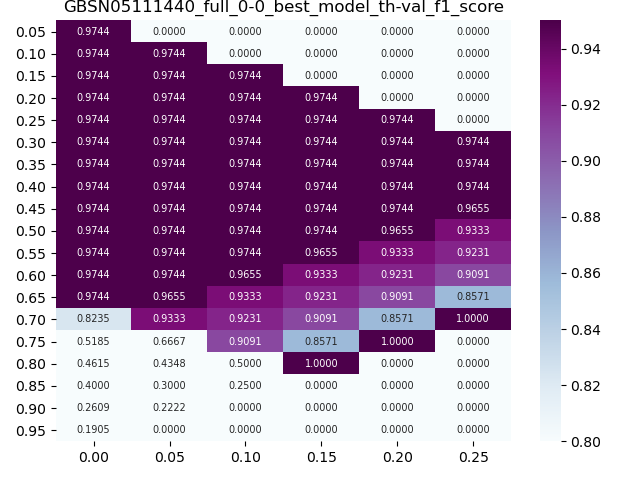 GBSN05111440_full_0-0_best_model_th-val_f1_score
0.05 0.9744 0.0000 0.0000 0.0000 0.0000 0.0000
0.10 0.9744 0.9744 0.0000 0.0000 0.0000 0.0000
0.15 0.9744 0.9744 0.9744 0.0000 0.0000 0.0000
0.20 0.9744 0.9744 0.9744 0.9744 0.0000 0.0000
0.25 0.9744 0.9744 0.9744 0.9744 0.9744 0.0000
0.30 0.9744 0.9744 0.9744 0.9744 0.9744 0.9744
0.35 0.9744 0.9744 0.9744 0.9744 0.9744 0.9744
0.40 0.9744 0.9744 0.9744 0.9744 0.9744 0.9744
0.45 0.9744 0.9744 0.9744 0.9744 0.9744 0.9655
0.50 0.9744 0.9744 0.9744 0.9744 0.9655 0.9333
0.55 0.9744 0.9744 0.9744 0.9655 0.9333 0.9231
0.60 0.9744 0.9744 0.9655 0.9333 0.9231 0.9091
0.65 0.9744 0.9655 0.9333 0.9231 0.9091 0.8571
0.70 0.8235 0.9333 0.9231 0.9091 0.8571 1.0000
0.75 0.5185 0.6667 0.9091 0.8571 1.0000 0.0000
0.80 0.4615 0.4348 0.5000 1.0000 0.0000 0.0000
0.85 0.4000 0.3000 0.2500 0.0000 0.0000 0.0000
0.90 0.2609 0.2222 0.0000 0.0000 0.0000 0.0000
0.95 0.1905 0.0000 0.0000 0.0000 0.0000 0.0000
0.00 0.05 0.10 0.15 0.20 0.25
0.94
0.92
0.90
0.88
0.86
0.84
0.82
0.80